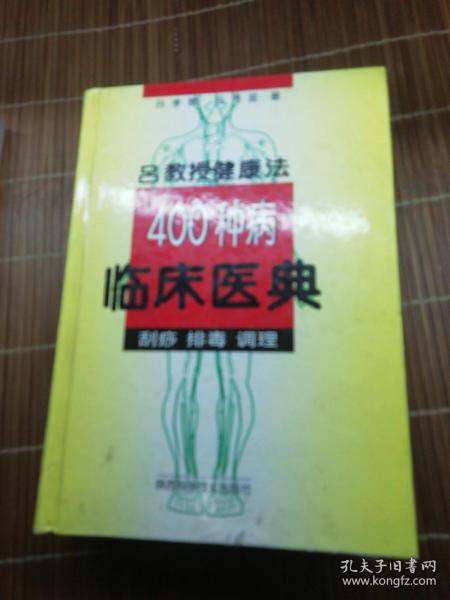 吕教授健康法
400种病
临床医典
刮痧 排毒 调理
孔夫子旧书网
www.kongfz.com